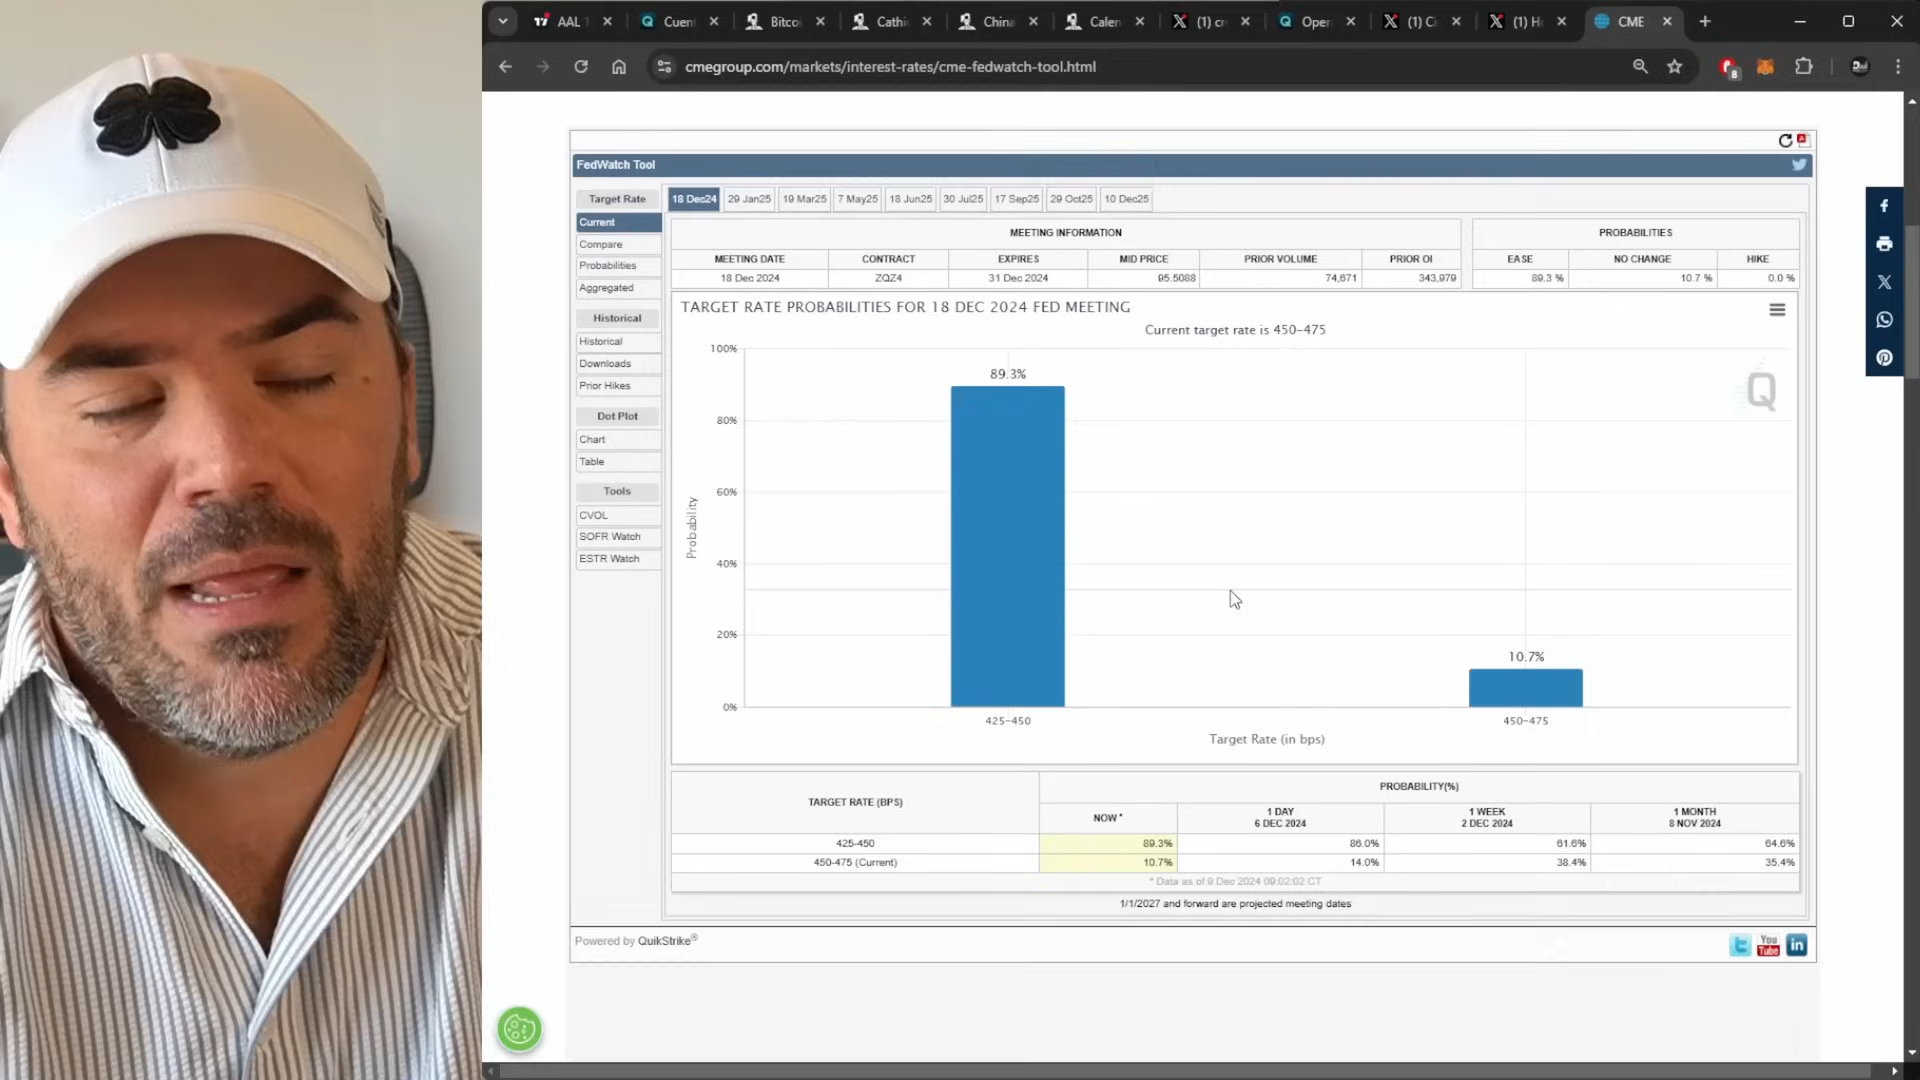 AAL
Cuen
Bitco
Cathi
China
Calen
(1) cr
Oper
(1) C
(1) H
CME
cmegroup.com/markets/interest-rates/cme-fedwatch-tool.html
8
FedWatch Tool
Target Rate
Current
Compare
Probabilities
Aggregated
Historical
Historical
Downloads
Prior Hikes
Dot Plot
Chart
Table
Tools
CVOL
SOFR Watch
ESTR Watch
18 Dec24 29 Jan25 19 Mar25 7 May25 18 Jun25 30 Jul25 17 Sep25 29 Oct25 10 Dec25
MEETING INFORMATION
MEETING DATE CONTRACT EXPIRES MID PRICE PRIOR VOLUME PRIOR OI
18 Dec 2024 ZQZ4 31 Dec 2024 95.5088 74,671 343,979
PROBABILITIES
EASE NO CHANGE HIKE
89.3 % 10.7 % 0.0 %
TARGET RATE PROBABILITIES FOR 18 DEC 2024 FED MEETING
Current target rate is 450-475
100%
80%
60%
40%
20%
0%
Probability
89.3%
10.7%
425-450
450-475
Target Rate (in bps)
Q
TARGET RATE (BPS)
PROBABILITY(%)
NOW *
1 DAY
6 DEC 2024
1 WEEK
2 DEC 2024
1 MONTH
8 NOV 2024
425-450 89.3% 86.0% 61.6% 64.6%
450-475 (Current) 10.7% 14.0% 38.4% 35.4%
* Data as of 9 Dec 2024 09:02:02 CT
1/1/2027 and forward are projected meeting dates
Powered by QuikStrike®
You
Tube
in